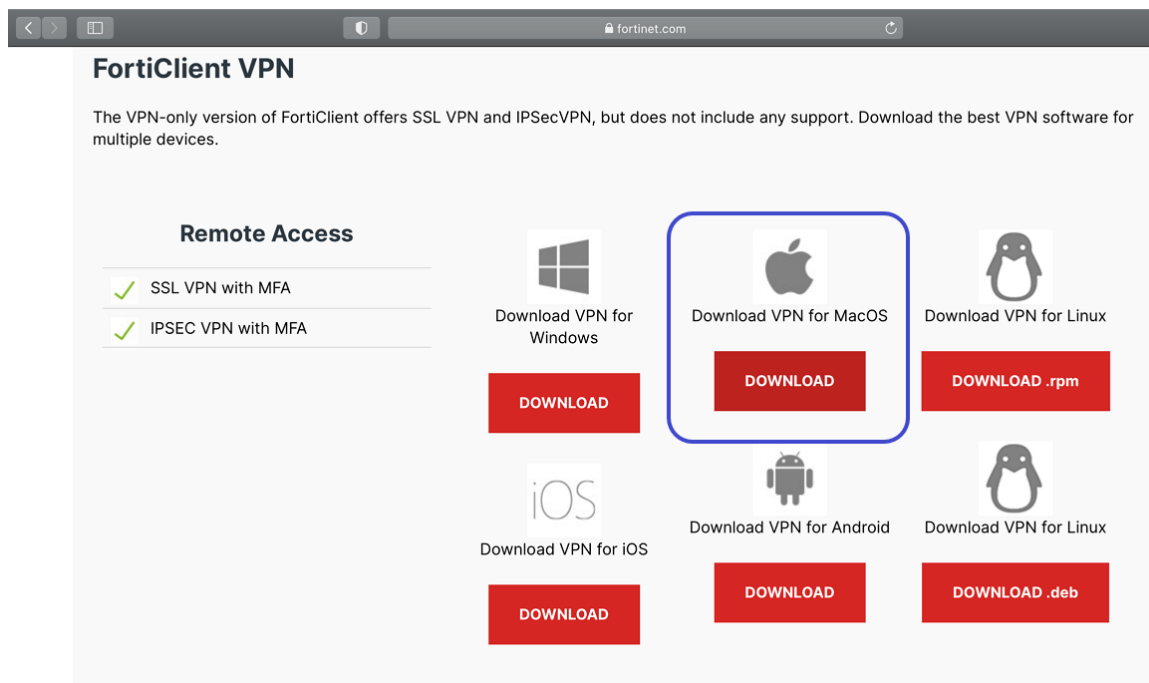 fortinet.com
FortiClient VPN
The VPN-only version of FortiClient offers SSL VPN and IPSecVPN, but does not include any support. Download the best VPN software for
multiple devices.
Remote Access
SSL VPN with MFA
IPSEC VPN with MFA
Download VPN for
Windows
DOWNLOAD
Download VPN for MacOS
DOWNLOAD
Download VPN for Linux
DOWNLOAD .rpm
iOS
Download VPN for iOS
DOWNLOAD
Download VPN for Android
DOWNLOAD
Download VPN for Linux
DOWNLOAD .deb